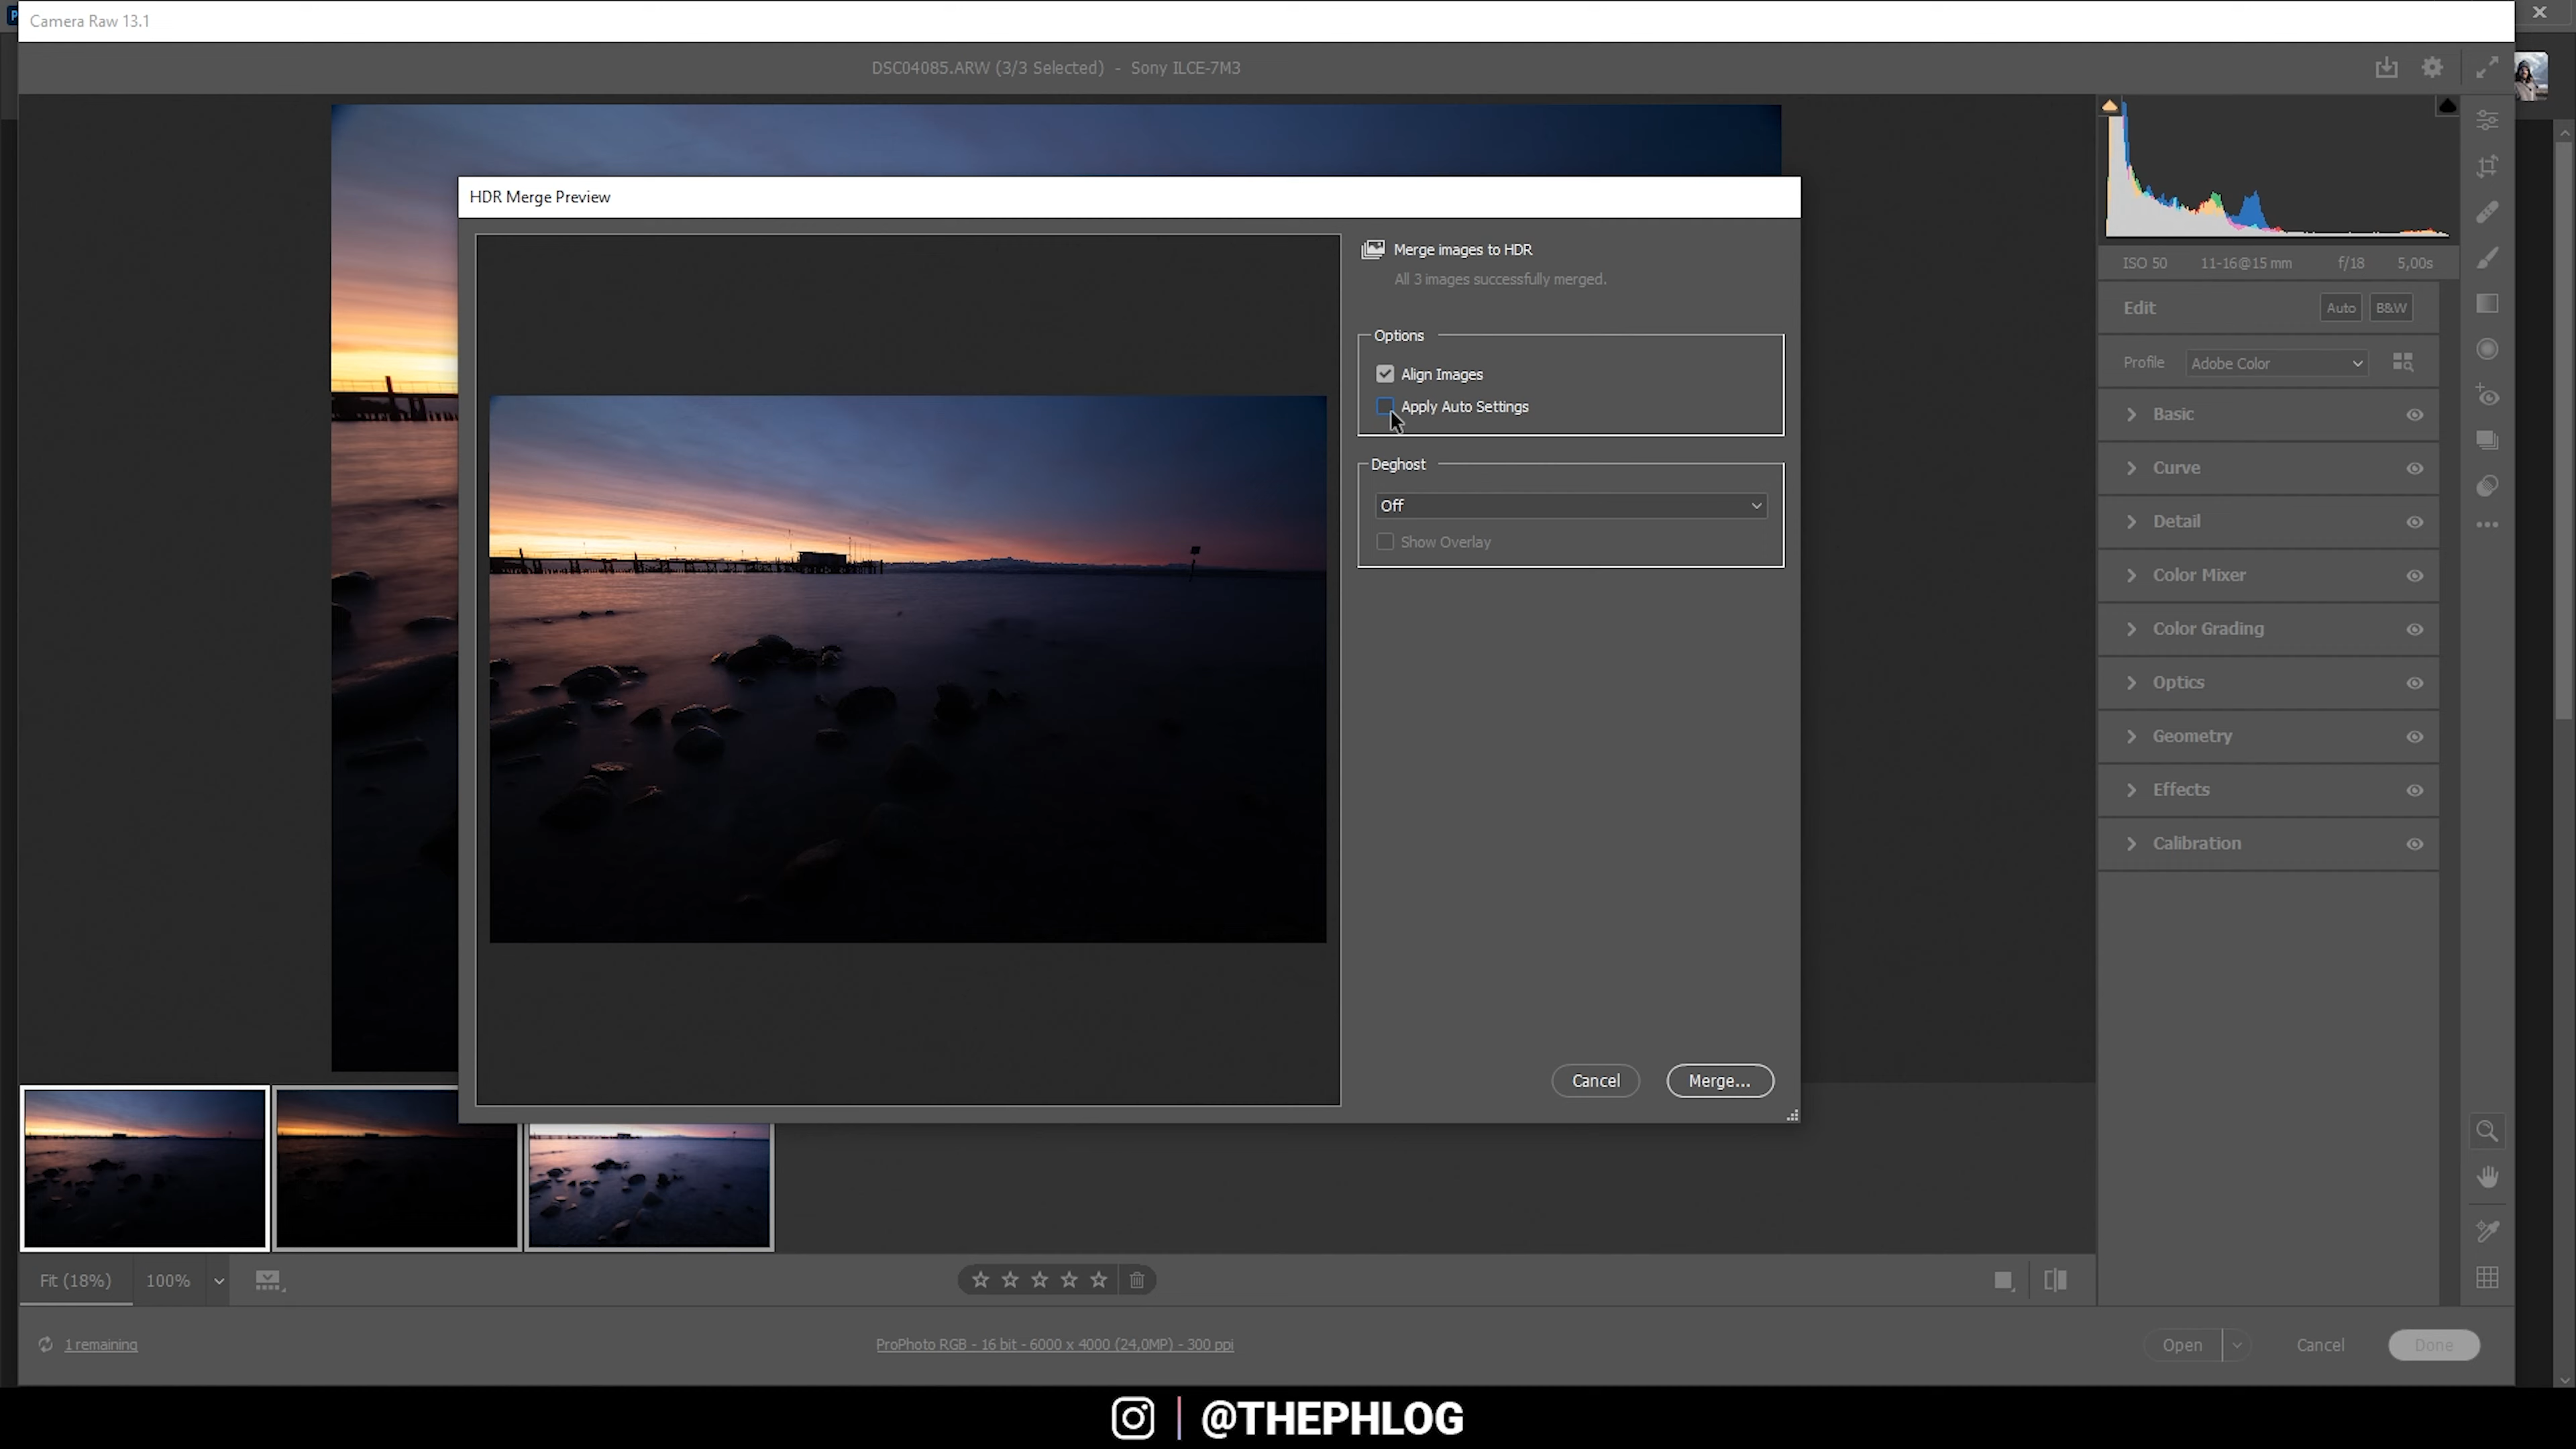 Camera Raw 13.1
DSC04085.ARW (3/3 Selected) - Sony ILCE-7M3
HDR Merge Preview
Merge images to HDR
All 3 images successfully merged.
Options
Align Images
Apply Auto Settings
Deghost
Off
Show Overlay
Cancel
Merge...
ISO 50 11-16@15 mm f/18 5,00s
Edit Auto B&W
Profile Adobe Color
Basic
Curve
Detail
Color Mixer
Color Grading
Optics
Geometry
Effects
Calibration
Fit (18%) 100%
1 remaining
ProPhoto RGB - 16 bit - 6000 x 4000 (24,0MP) - 300 ppi
Open Cancel Done
@THEPHLOG